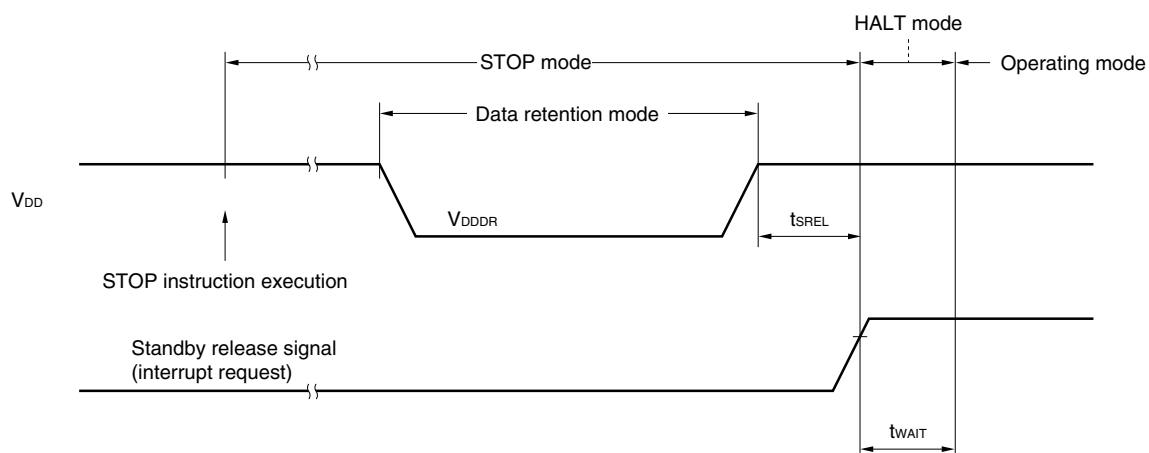 HALT mode
STOP mode
Operating mode
Data retention mode
VDD
VDDDR
tSREL
STOP instruction execution
Standby release signal
(interrupt request)
tWAIT